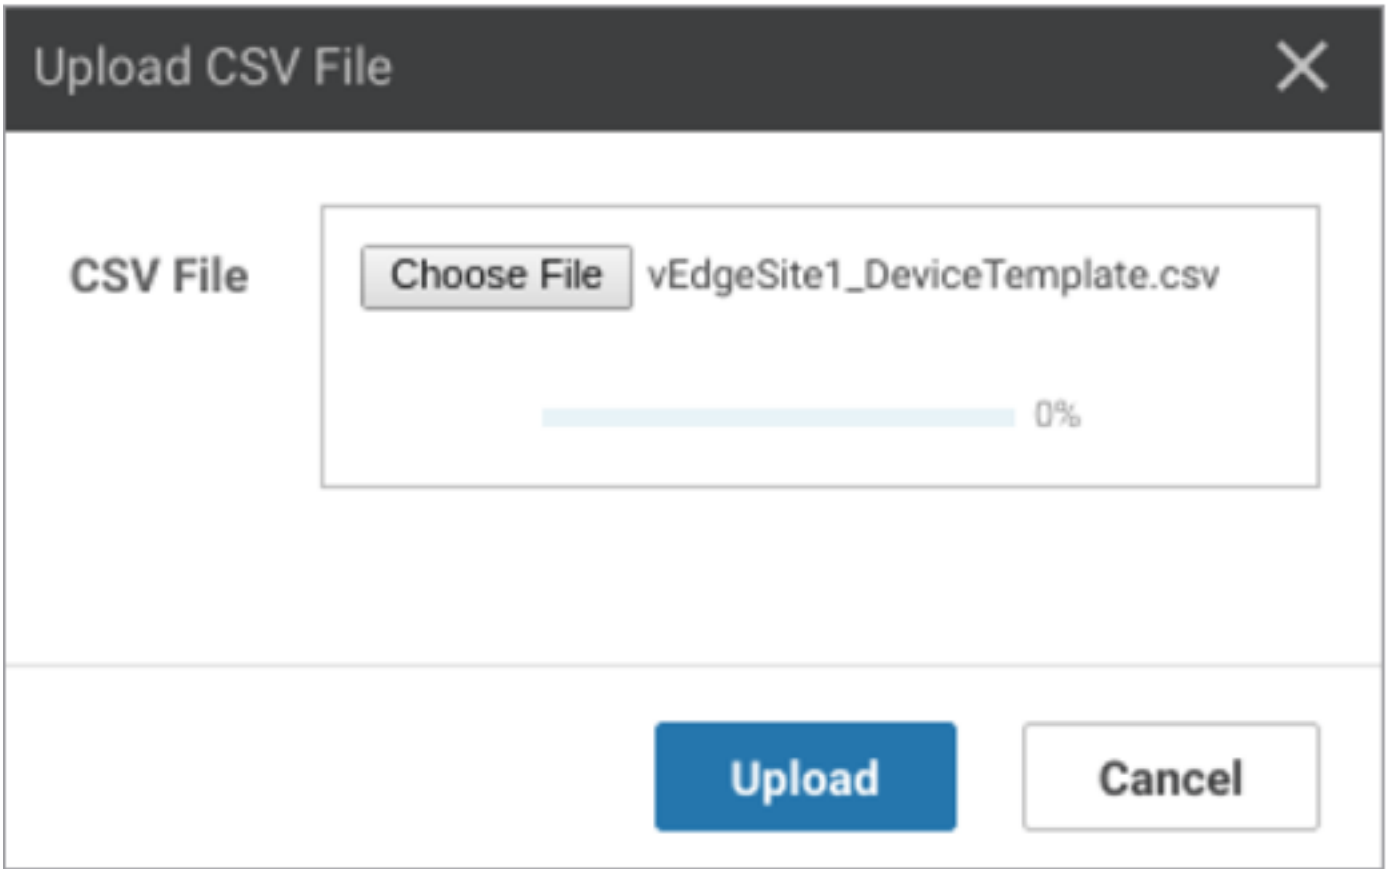 Upload CSV File
CSV File
Choose File vEdgeSite1_DeviceTemplate.csv
0%
Upload
Cancel